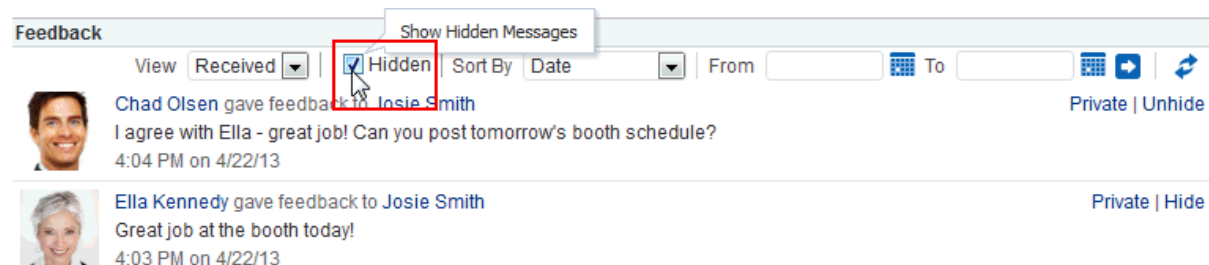 Show Hidden Messages
Feedback
View Received Hidden Sort By Date From To
Chad Olsen gave feedback to Josie Smith Private | Unhide
I agree with Ella - great job! Can you post tomorrow's booth schedule?
4:04 PM on 4/22/13
Ella Kennedy gave feedback to Josie Smith Private | Hide
Great job at the booth today!
4:03 PM on 4/22/13